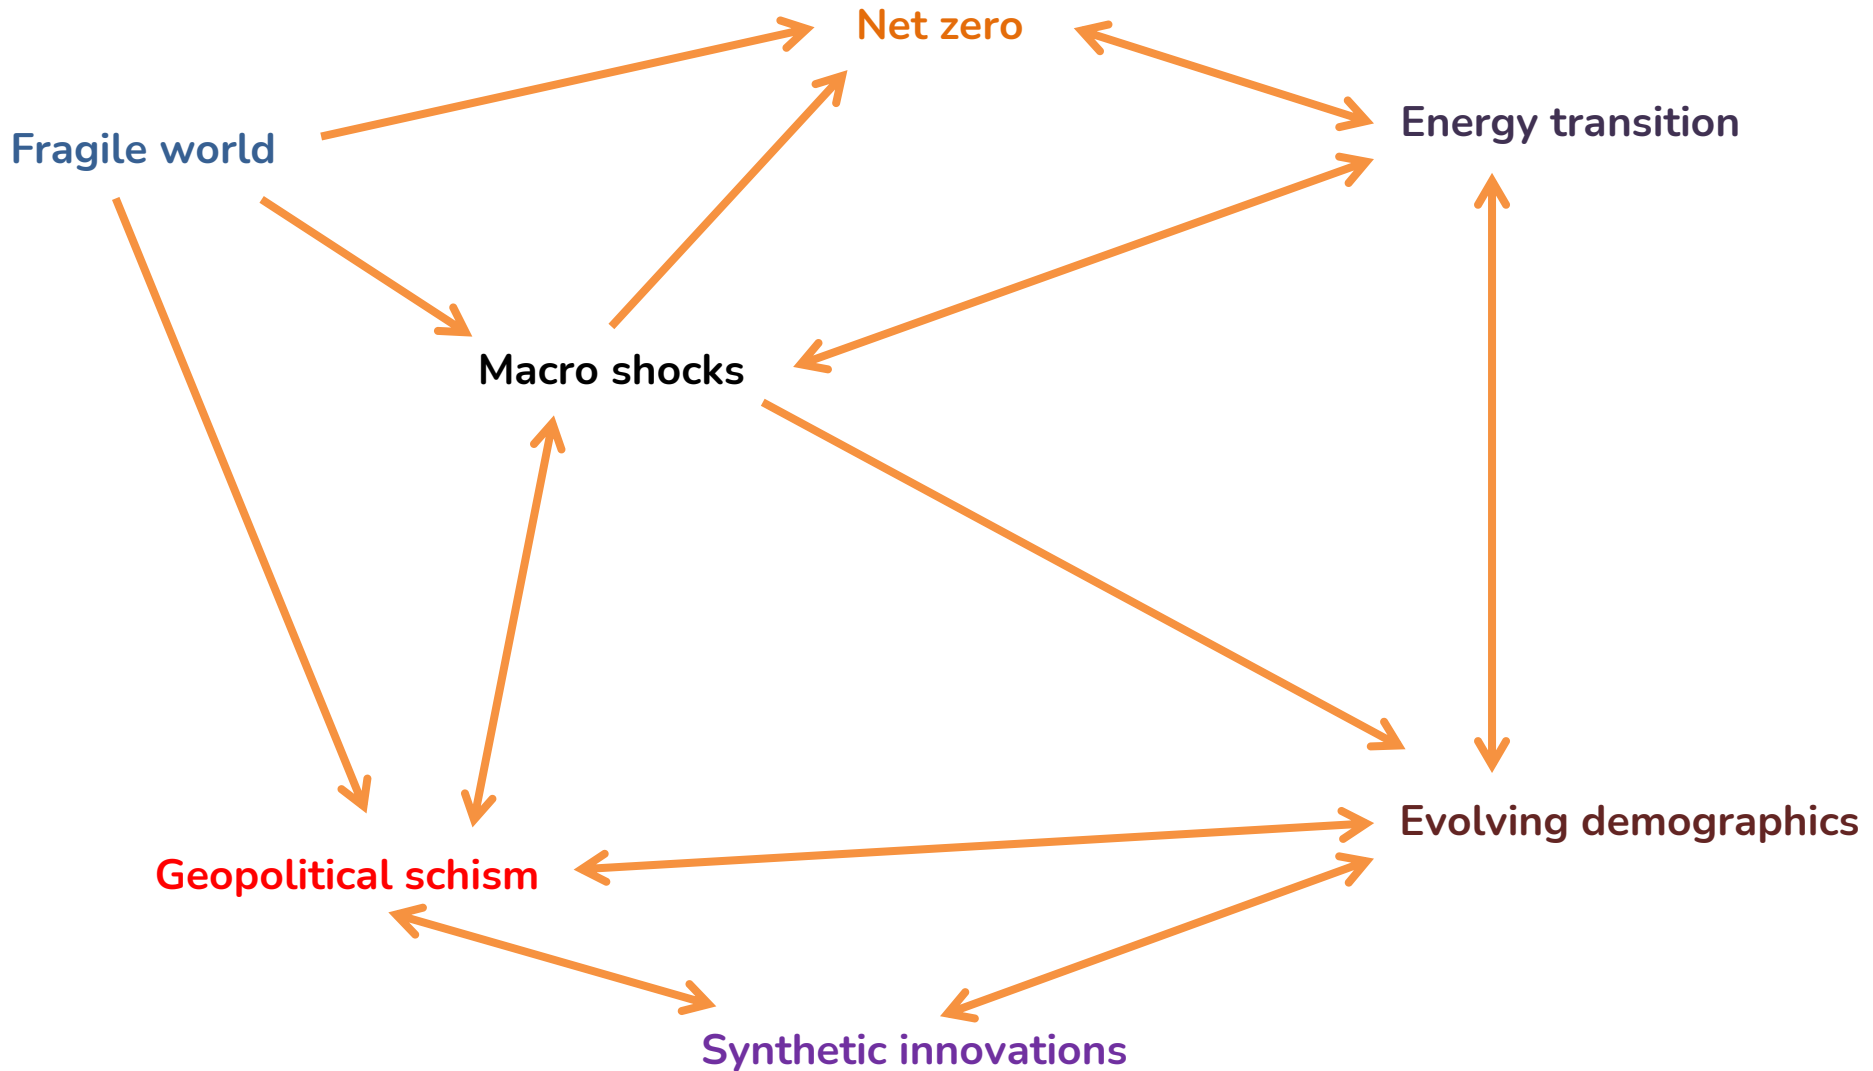 Net zero
Energy transition
Fragile world
Macro shocks
Evolving demographics
Geopolitical schism
Synthetic innovations